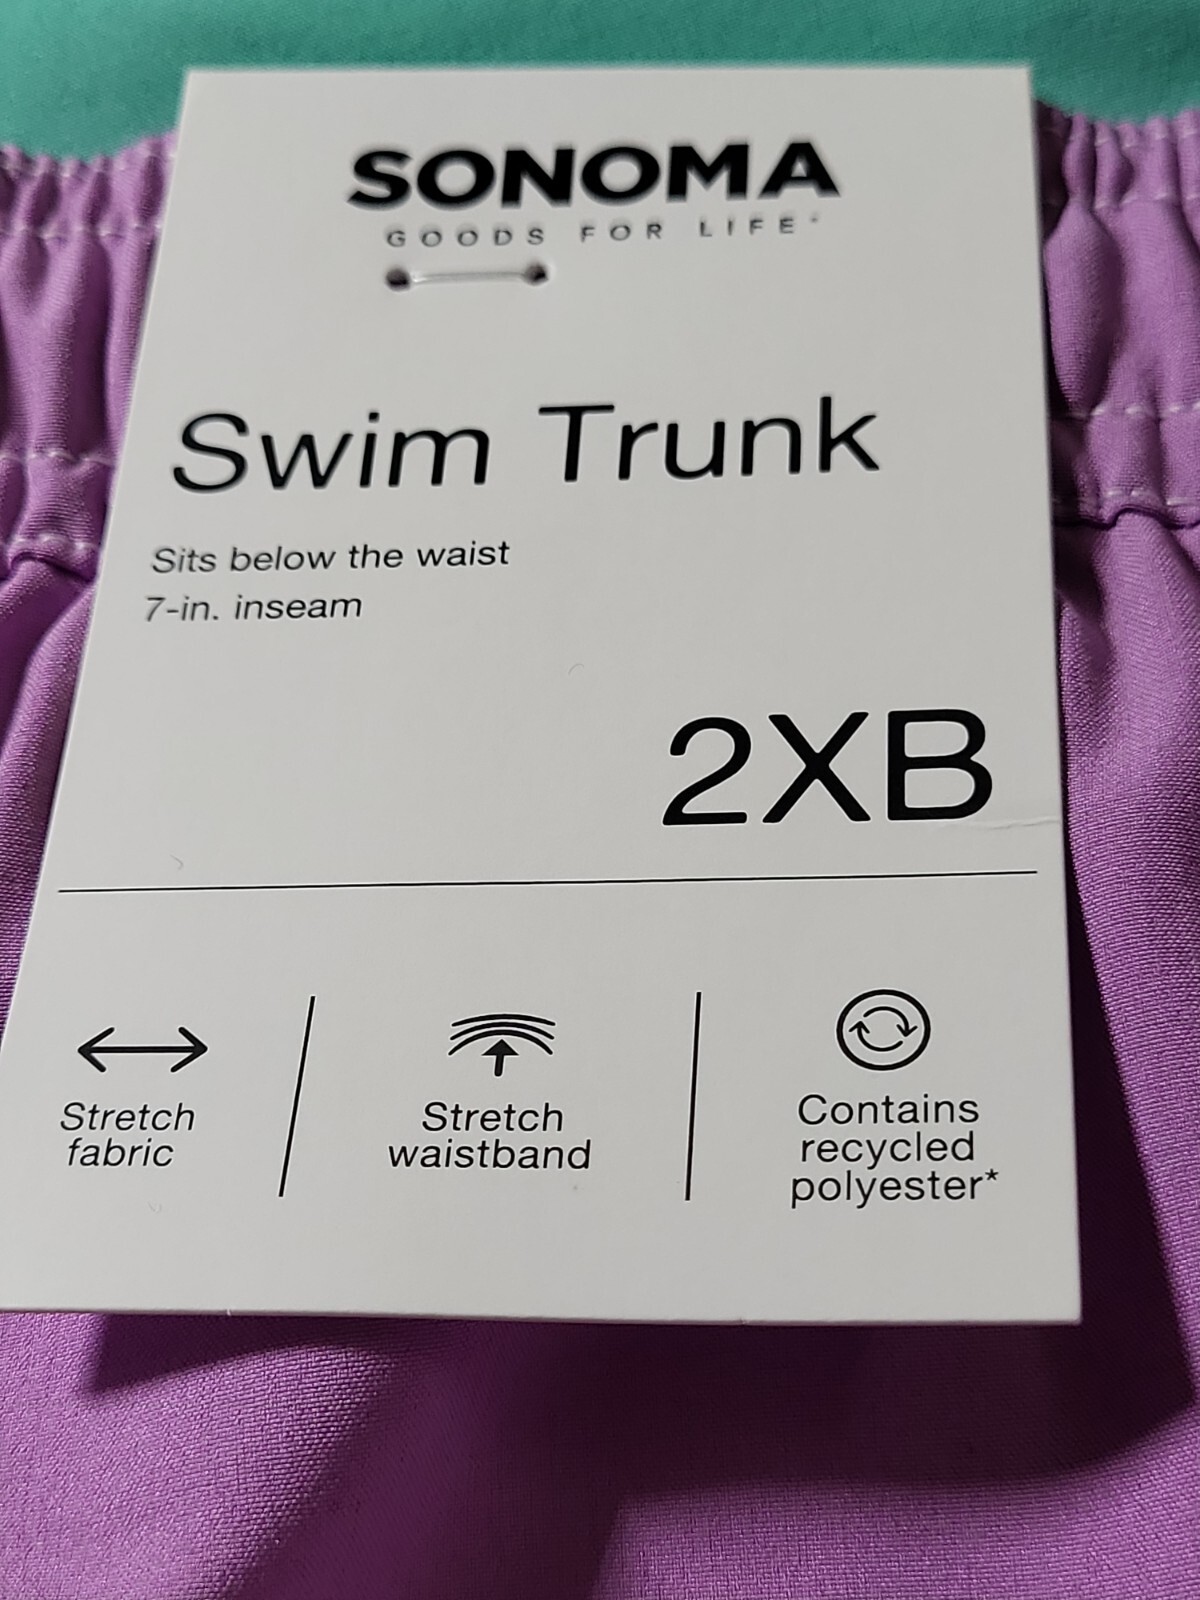 SONOMA
GOODS FOR LIFE
Swim Trunk
Sits below the waist
7-in. inseam
2XB
Stretch
fabric
Stretch
waistband
Contains
recycled
polyester*